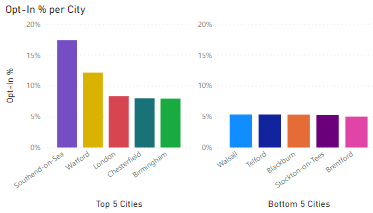 Opt-In % per City
20%
15%
10%
5%
0%
Opt-In %
Southend-on-Sea
Watford
London
Chesterfield
Birmingham
Top 5 Cities
20%
15%
10%
5%
0%
Walsall
Telford
Blackburn
Stockton-on-Tees
Brentford
Bottom 5 Cities